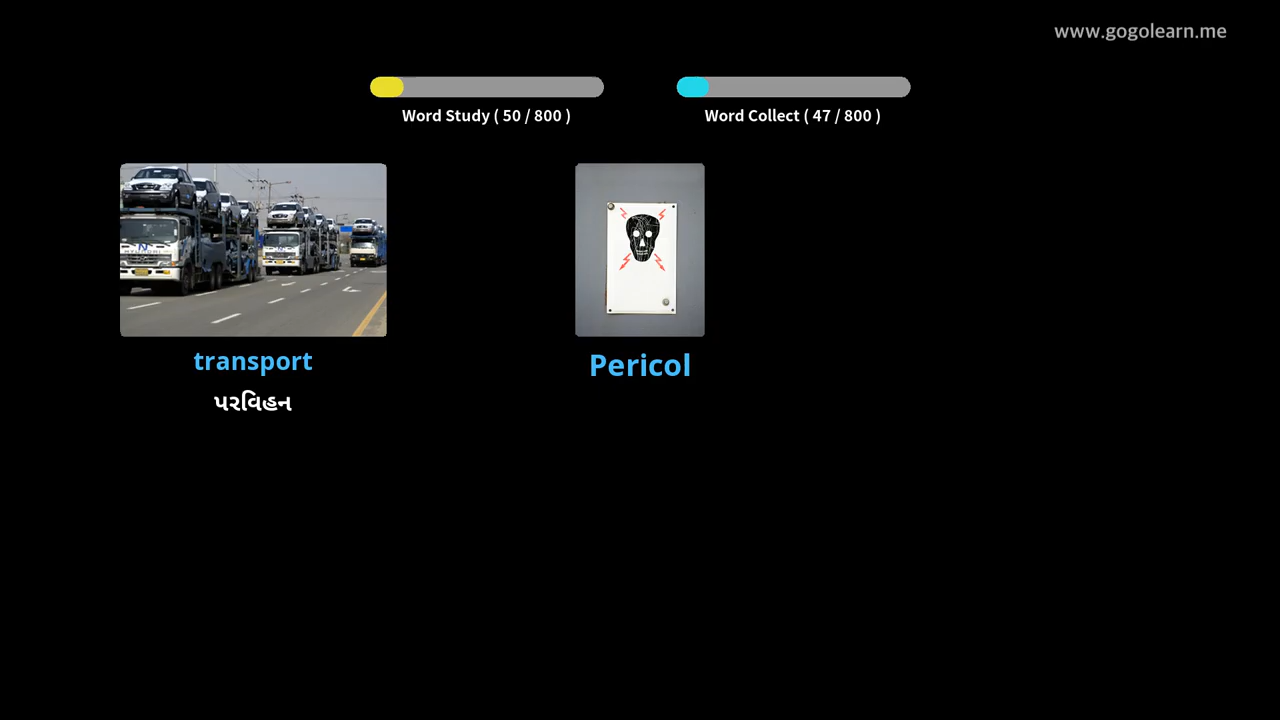 www.gogolearn.me
Word Study ( 50 / 800 )
Word Collect ( 47 / 800 )
transport
પરવિહન
Pericol